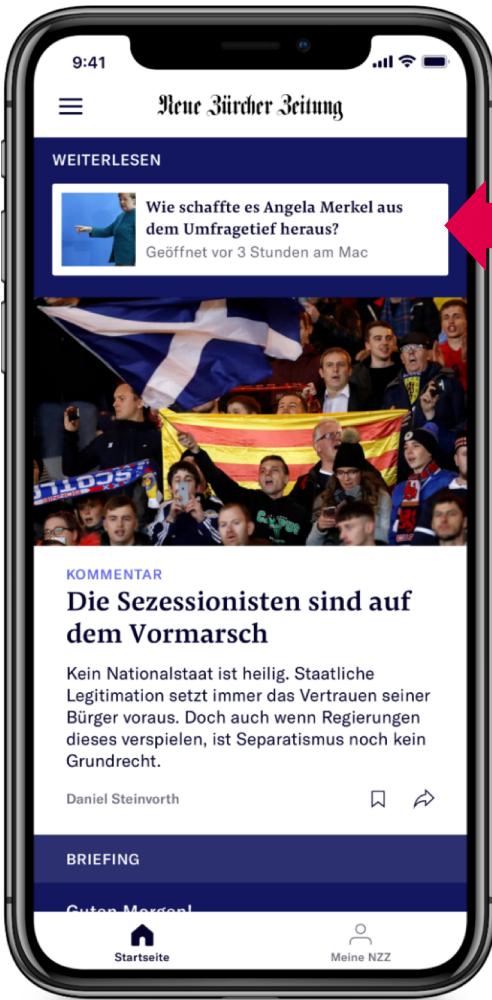 9:41
Neue Zürcher Zeitung
WEITERLESEN
Wie schaffte es Angela Merkel aus
dem Umfragetief heraus?
Geöffnet vor 3 Stunden am Mac
KOMMENTAR
Die Sezessionisten sind auf
dem Vormarsch
Kein Nationalstaat ist heilig. Staatliche
Legitimation setzt immer das Vertrauen seiner
Bürger voraus. Doch auch wenn Regierungen
dieses verspielen, ist Separatismus noch kein
Grundrecht.
Daniel Steinvorth
BRIEFING
Guten Morgen!
Startseite
Meine NZZ